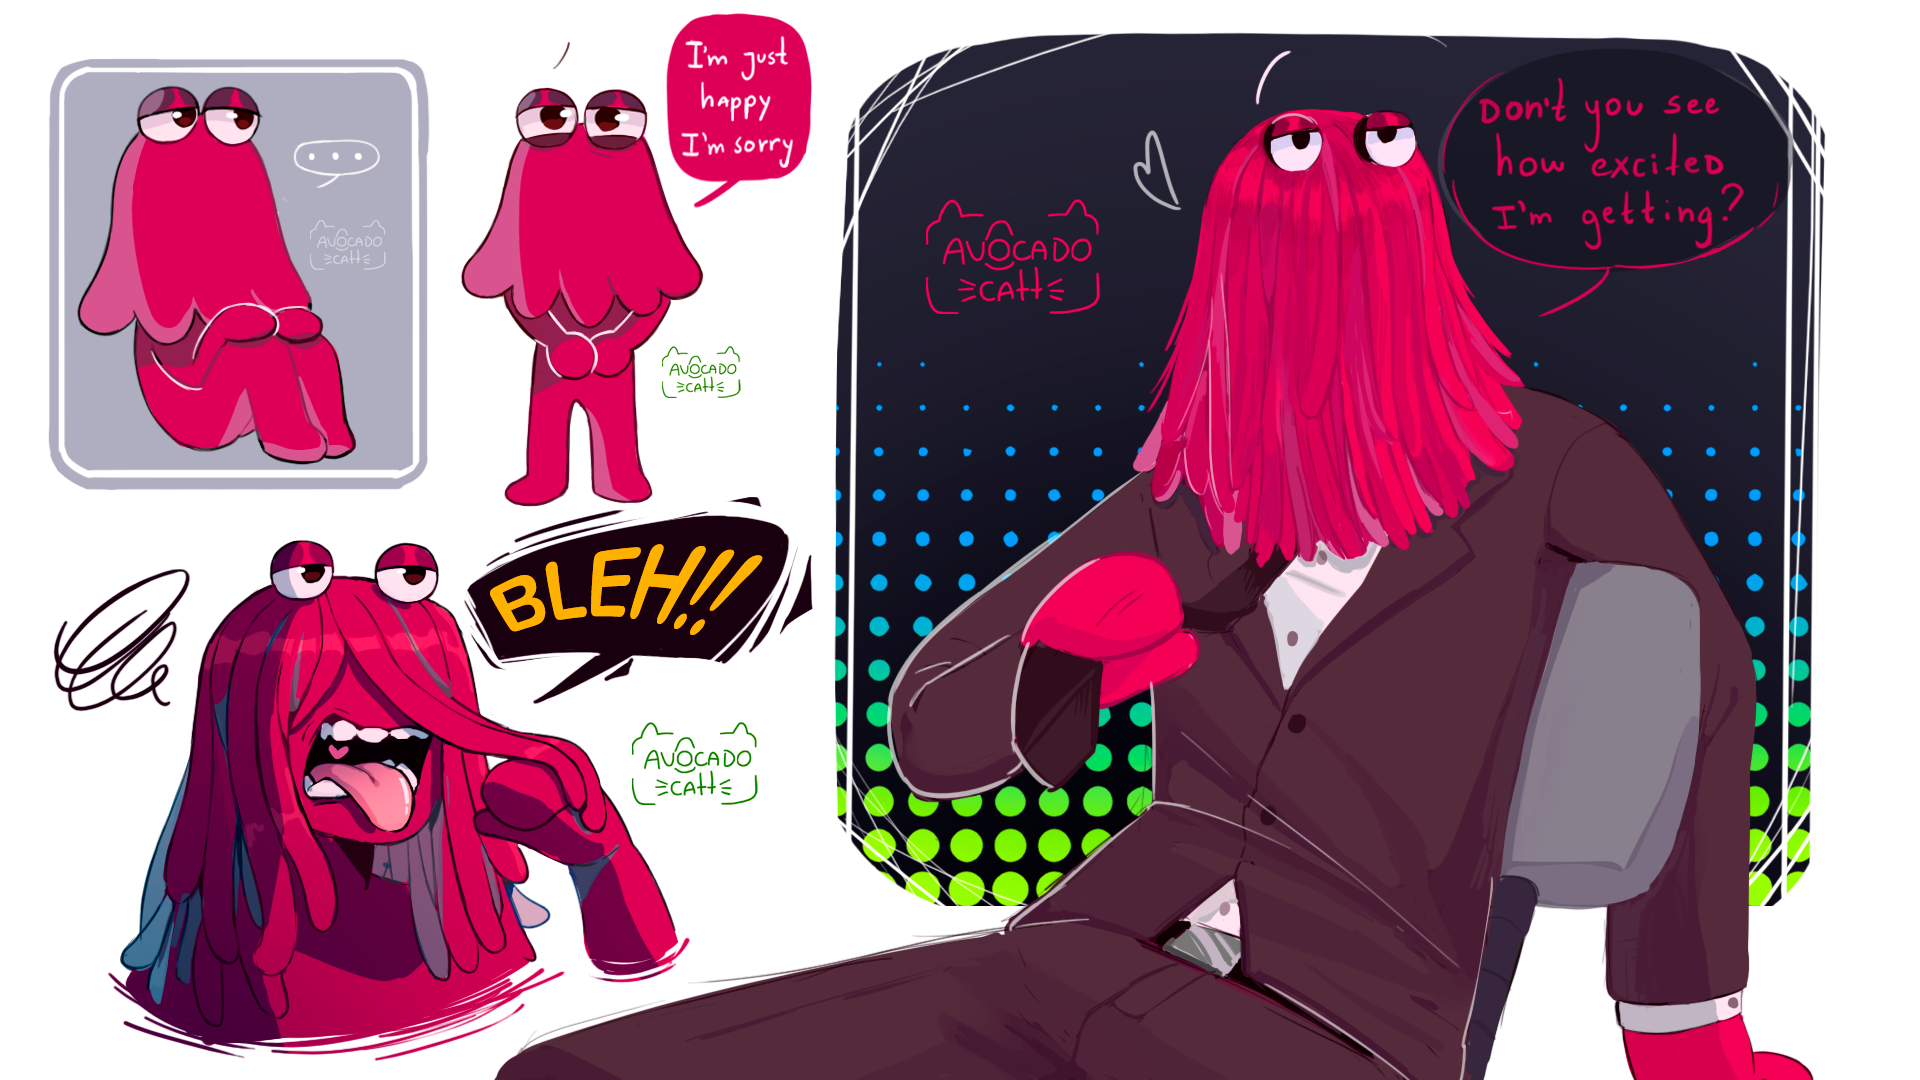 ...
AVOCADO
CATT
I'm just
happy
I'm sorry
AVOCADO
CATT
BLEH!!
AVOCADO
CATT
Don't you see
how excited
I'm getting?
AVOCADO
CATT